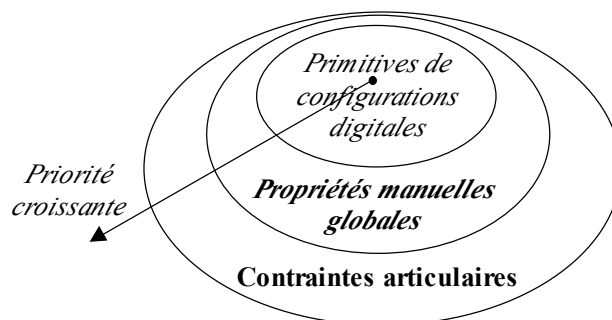 Primitives de
configurations
digitales
Priorité
croissante
Propriétés manuelles
globales
Contraintes articulaires